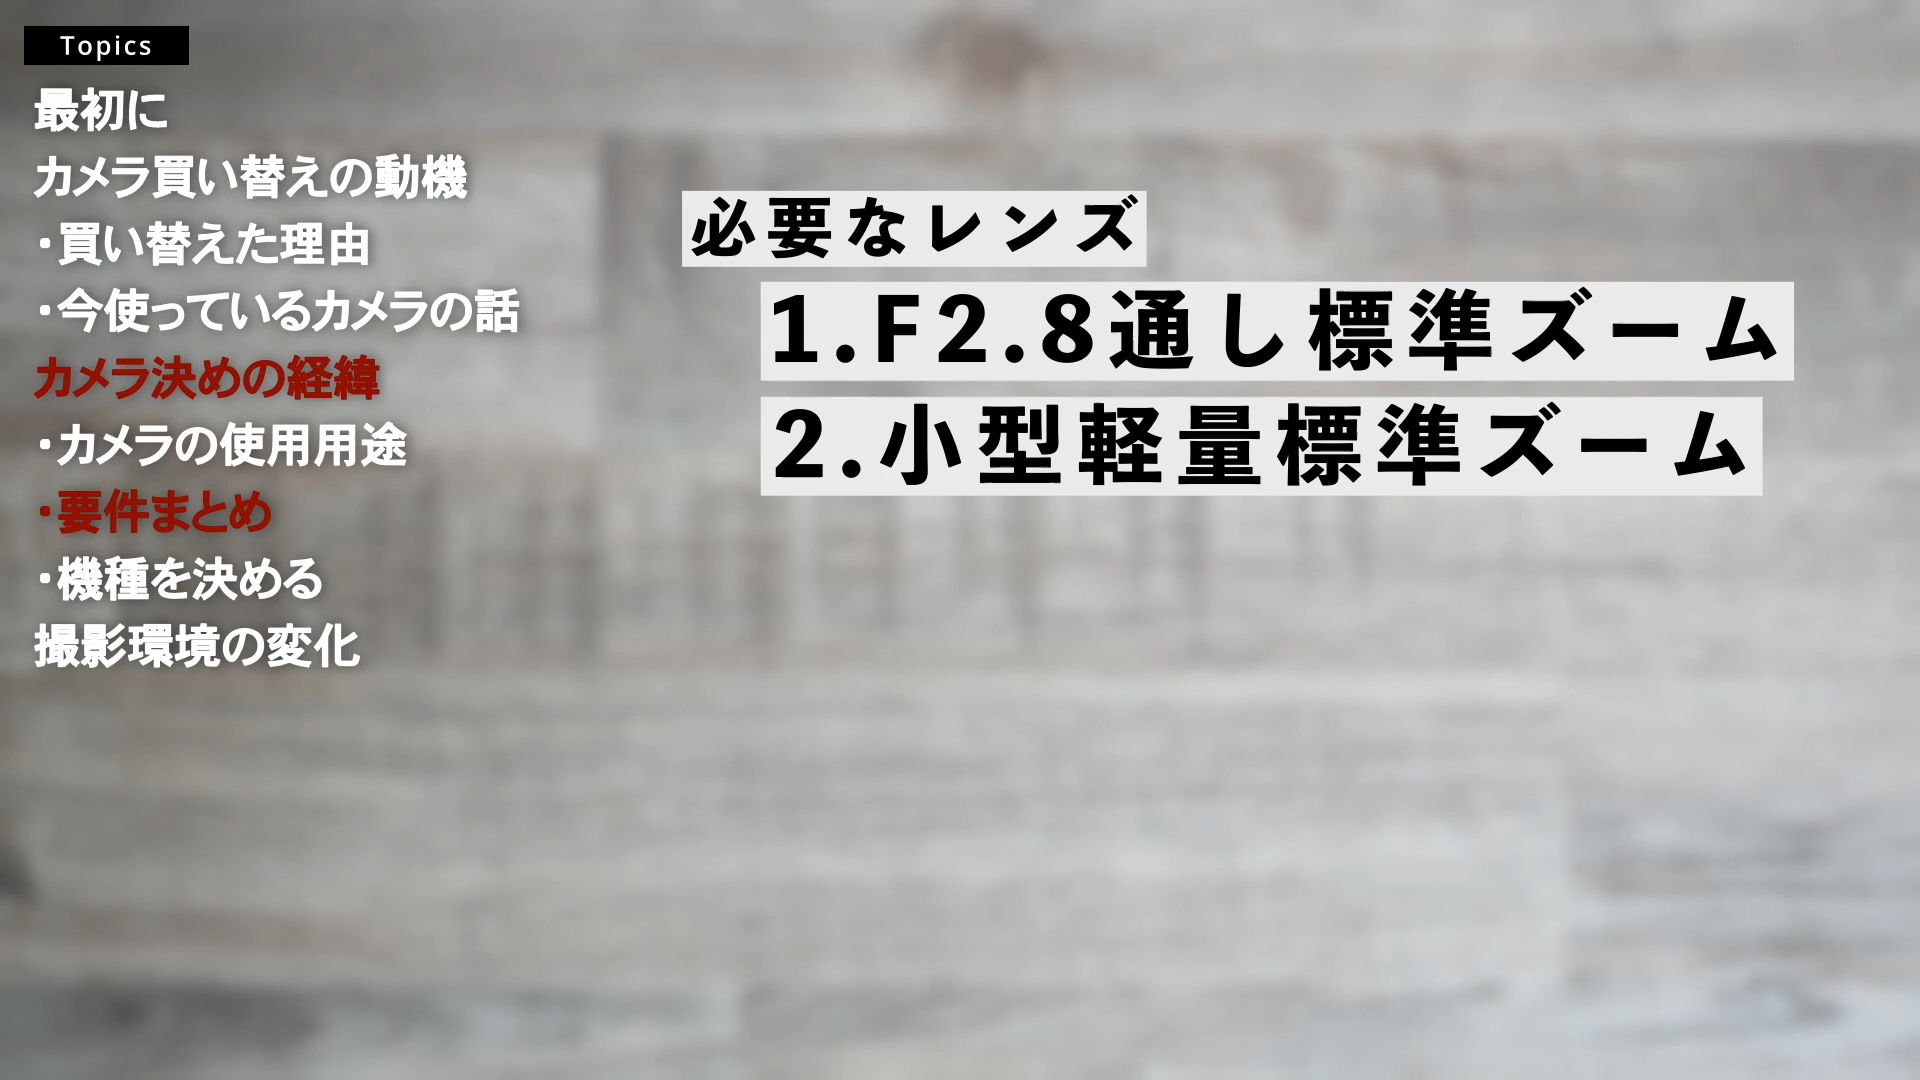 Topics
最初に
カメラ買い替えの動機
・買い替えた理由
・今使っているカメラの話
カメラ決めの経緯
・カメラの使用用途
・要件まとめ
・機種を決める
撮影環境の変化
必要なレンズ
1.F2.8通し標準ズーム
2.小型軽量標準ズーム